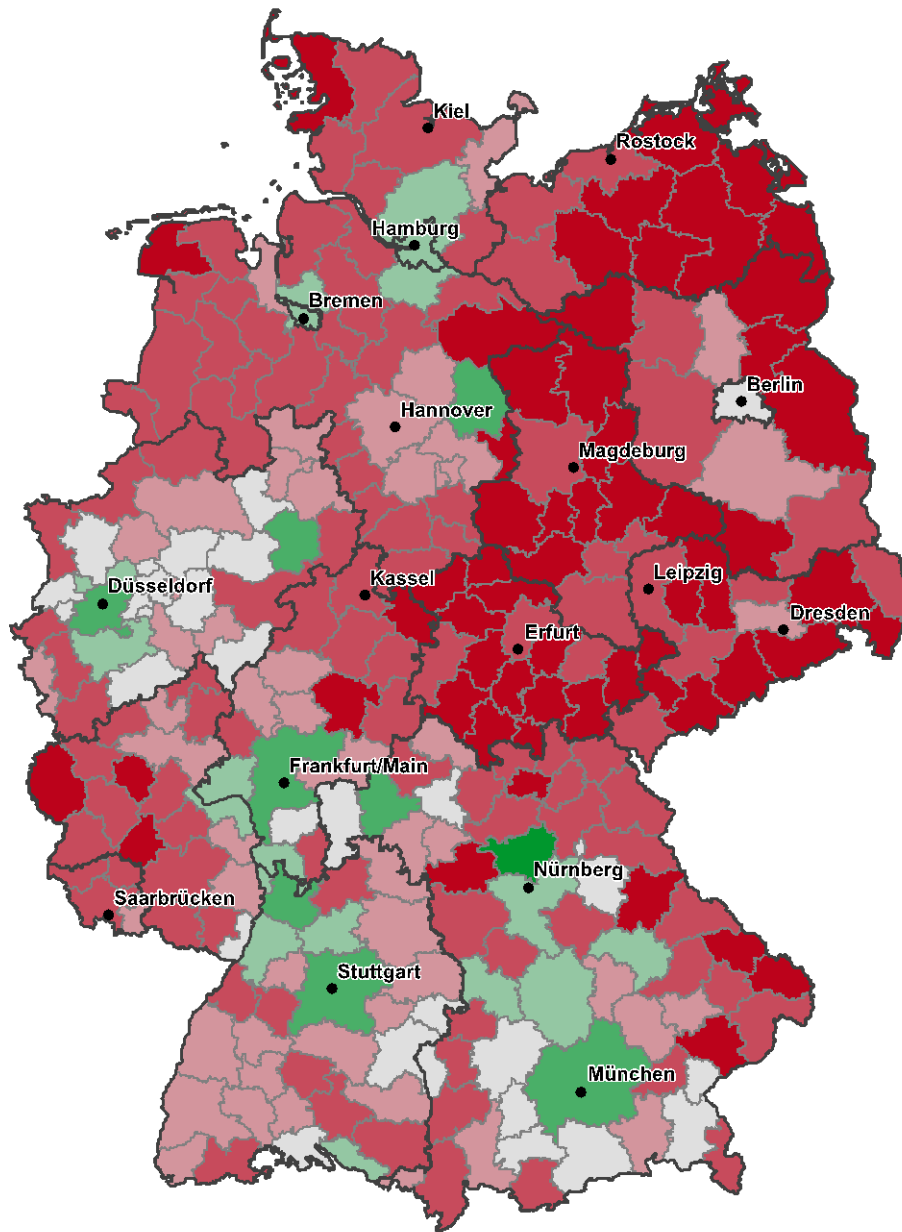 Kiel
Rostock
Hamburg
Bremen
Berlin
Hannover
Magdeburg
Düsseldorf
Kassel
Leipzig
Dresden
Erfurt
Frankfurt/Main
Nürnberg
Saarbrücken
Stuttgart
München